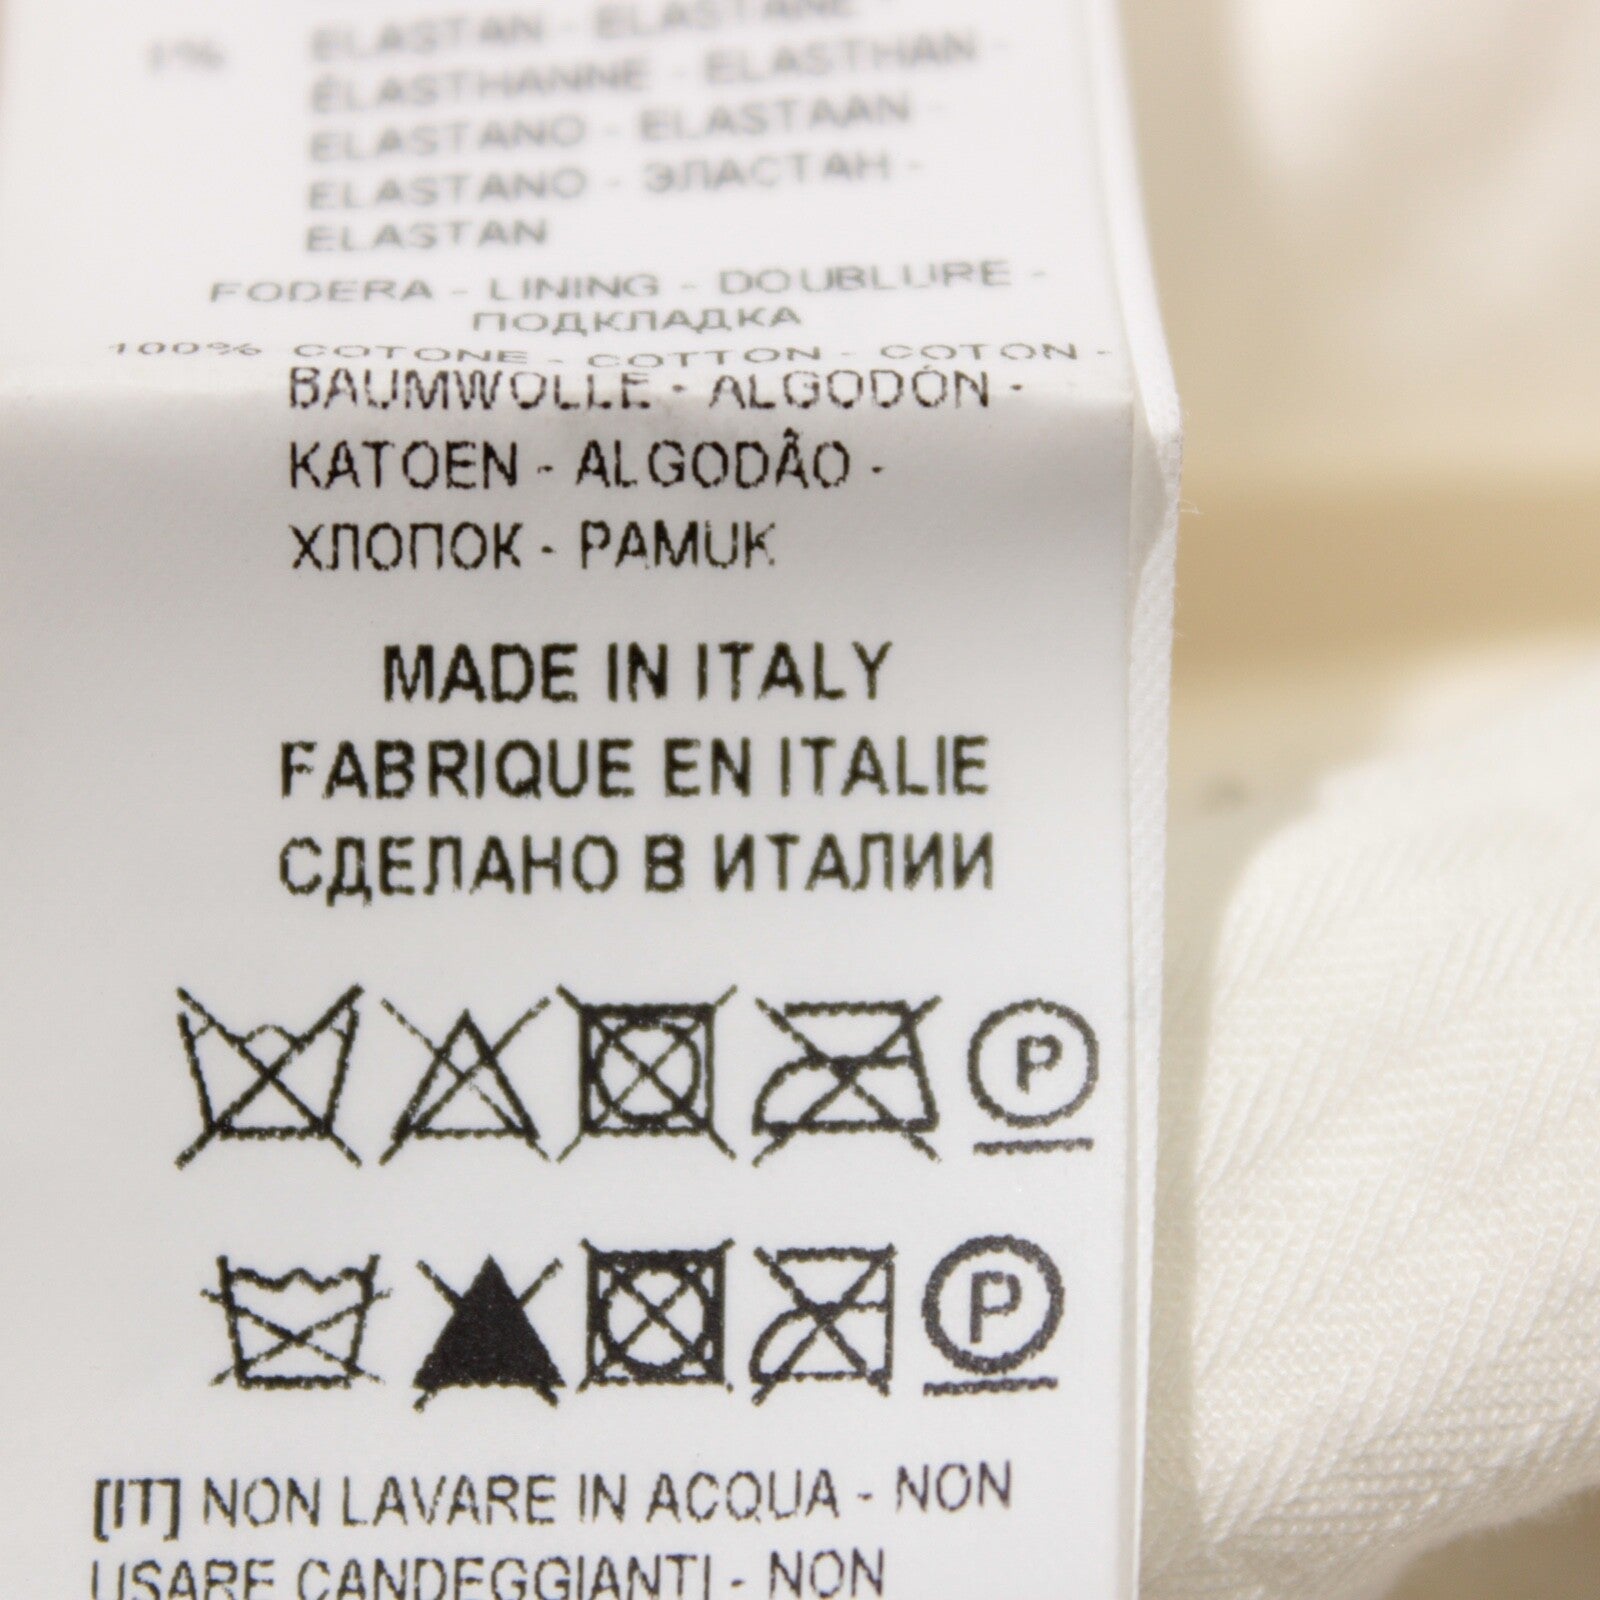 1% ELASTAN - ELASTANE -
ÉLASTHANNE - ELASTHAN -
ELASTANO - ELASTAAN -
ELASTANO - ЭЛАСТАН -
ELASTAN
FODERA - LINING - DOUBLURE -
ПОДКЛАДКА
100% COTONE - COTTON - COTON -
BAUMWOLLE - ALGODÓN -
KATOEN - ALGODÃO -
ХЛОПОК - PAMUK
MADE IN ITALY
FABRIQUE EN ITALIE
СДЕЛАНО В ИТАЛИИ
P
P
[IT] NON LAVARE IN ACQUA - NON
USARE CANDEGGIANTI - NON